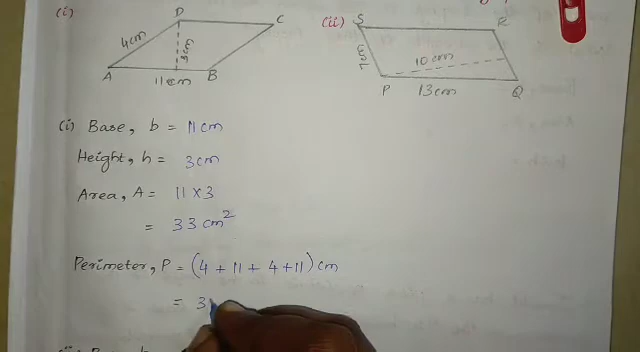 (i)
D
C
4cm
3cm
A
11cm
B
(ii)
S
R
10cm
P
13cm
Q
(i) Base, b = 11cm
Height, h = 3cm
Area, A = 11 × 3
= 33 cm²
Perimeter, P = (4 + 11 + 4 + 11) cm
= 3